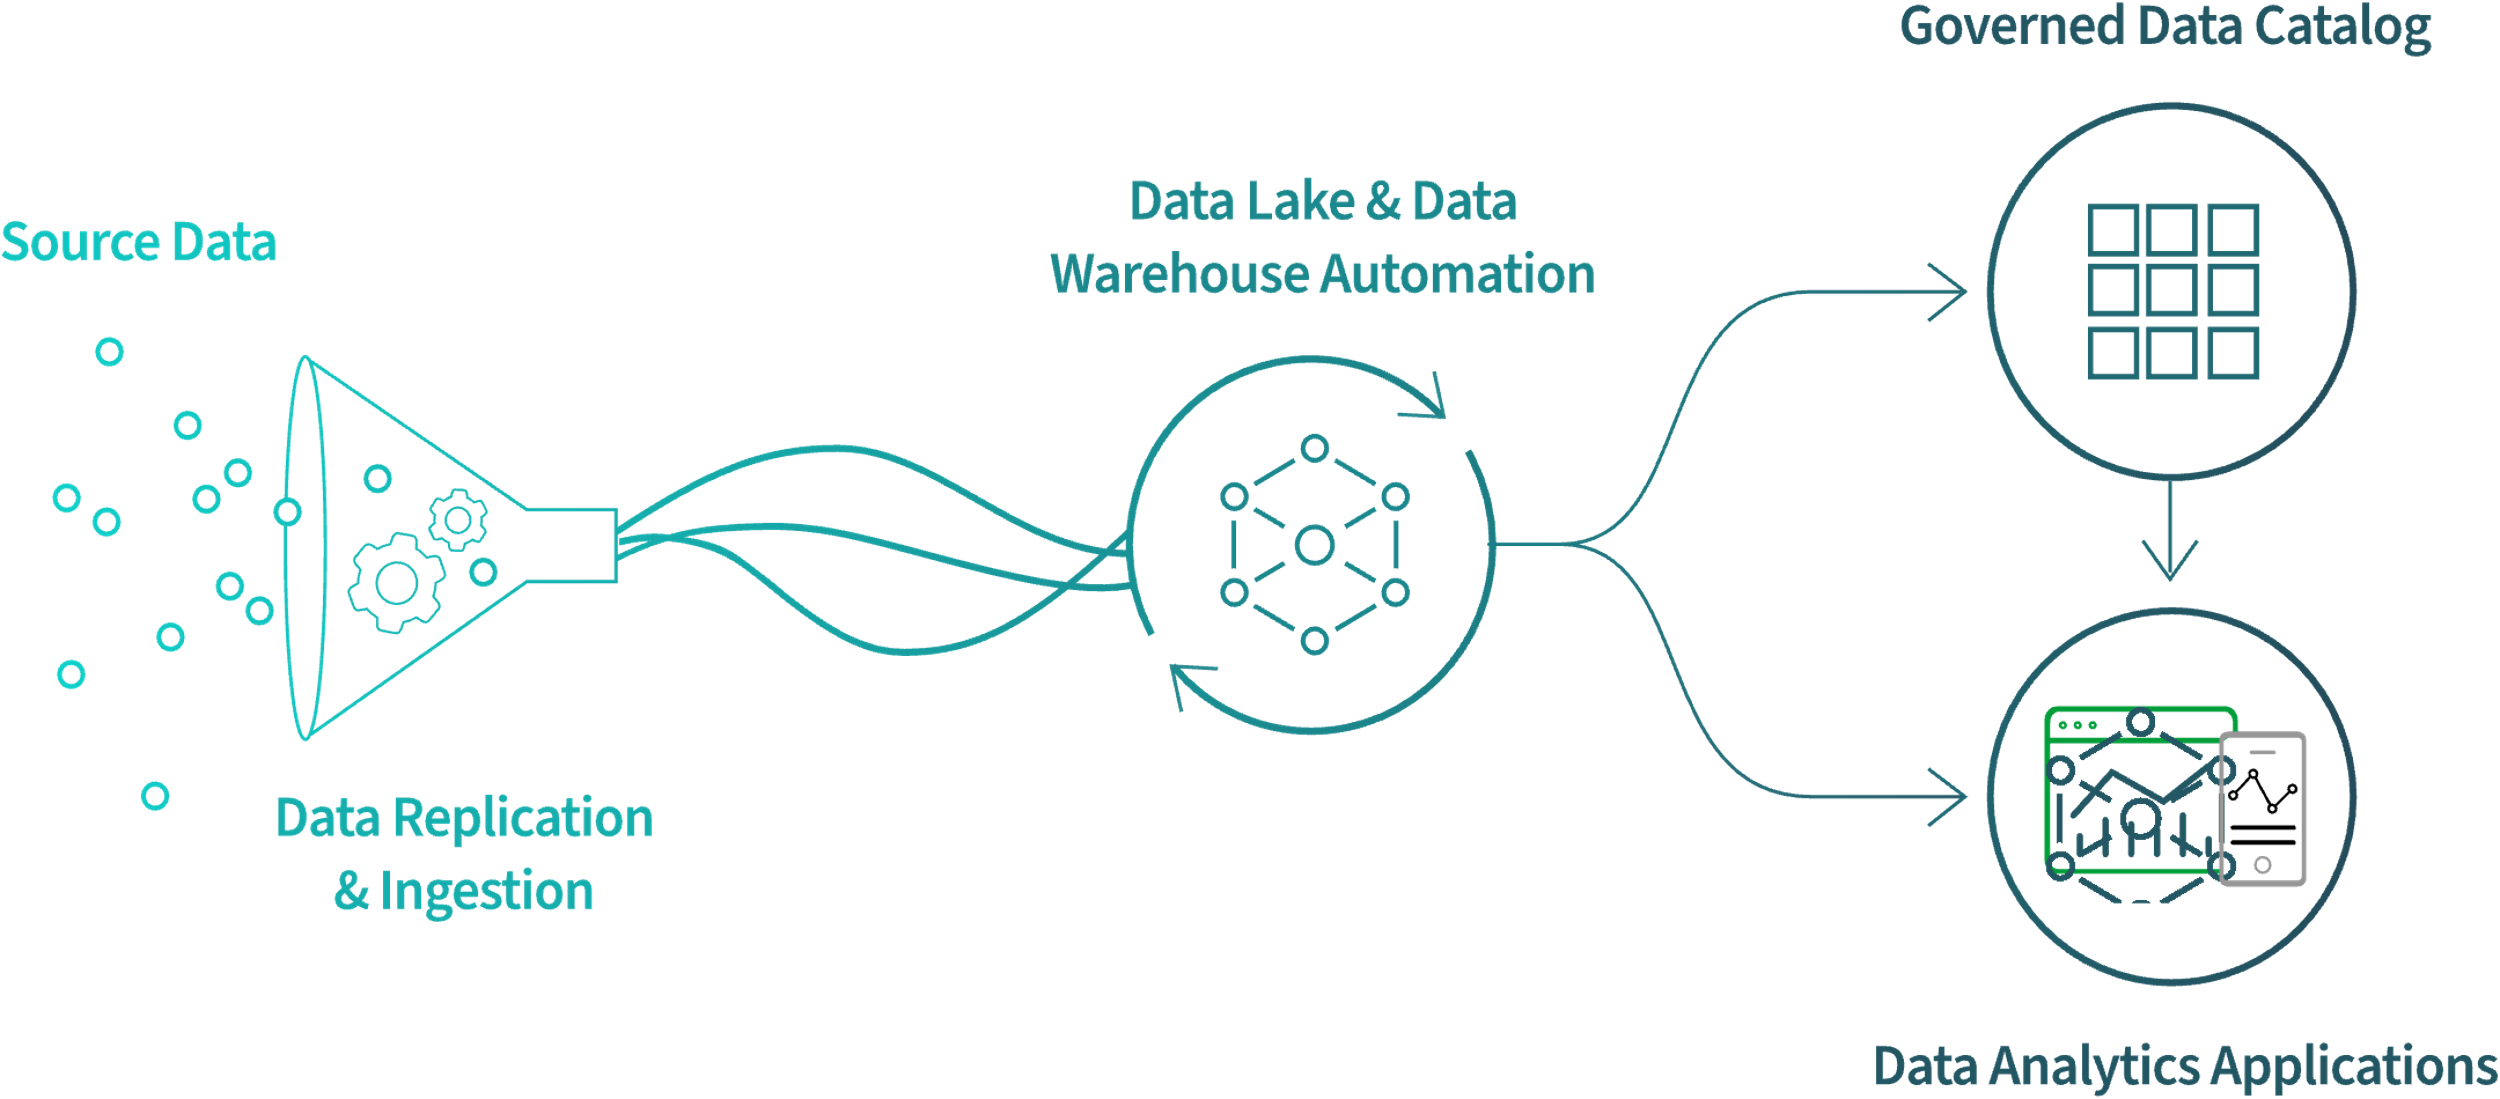 Source Data
Data Replication
& Ingestion
Data Lake & Data
Warehouse Automation
Governed Data Catalog
Data Analytics Applications